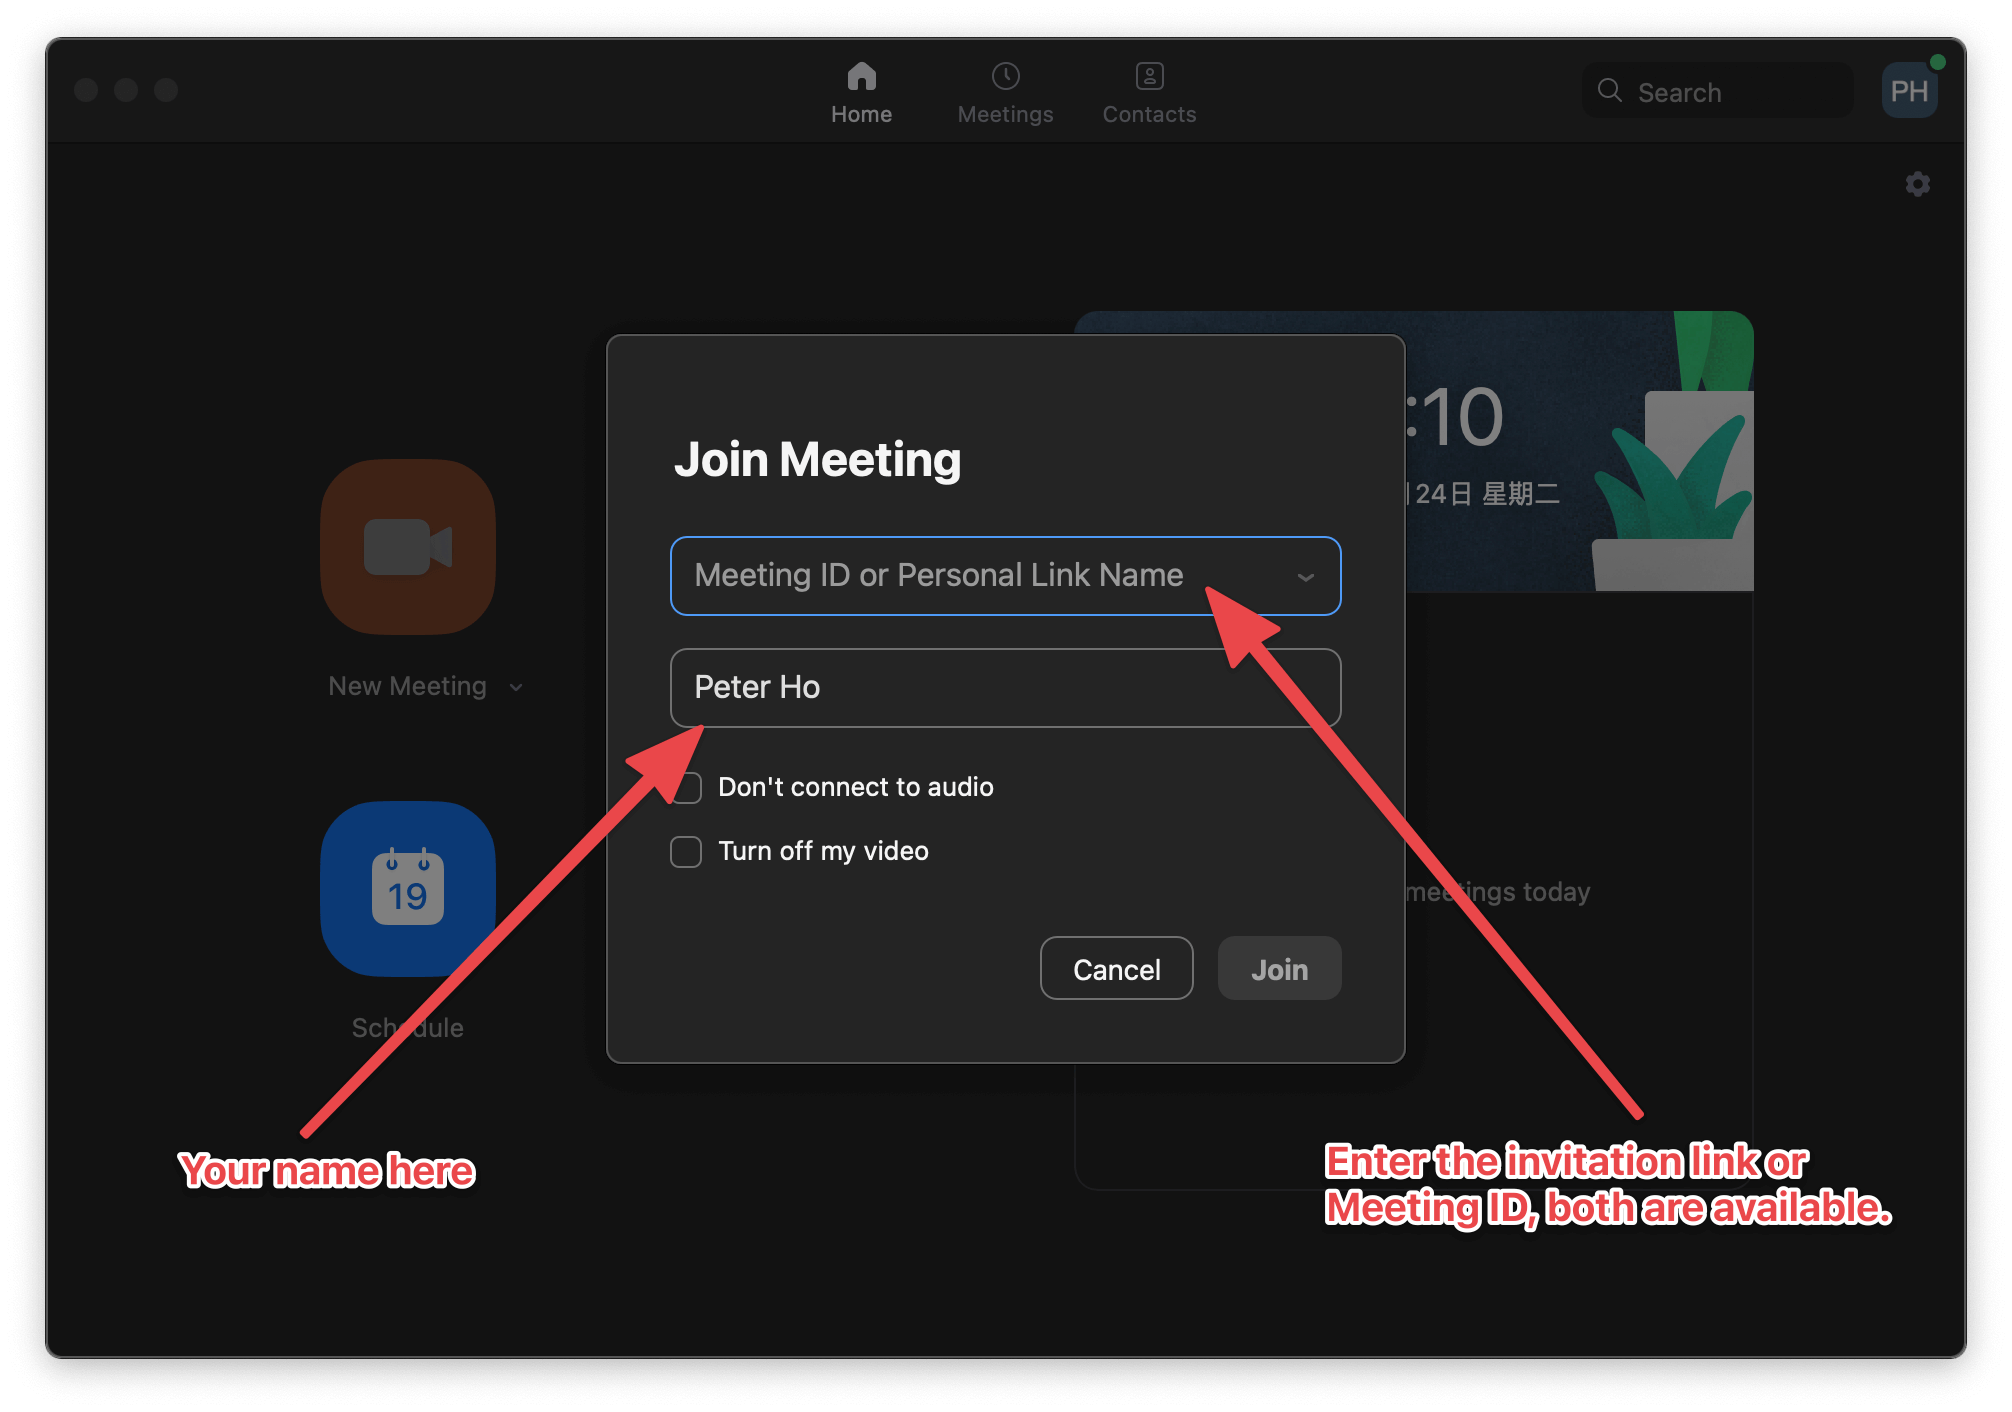 Home
Meetings
Contacts
Search
PH
:10
24日 星期二
Join Meeting
Meeting ID or Personal Link Name
Peter Ho
New Meeting
Don't connect to audio
Turn off my video
19
meetings today
Cancel
Join
Schedule
Your name here
Enter the invitation link or
Meeting ID, both are available.